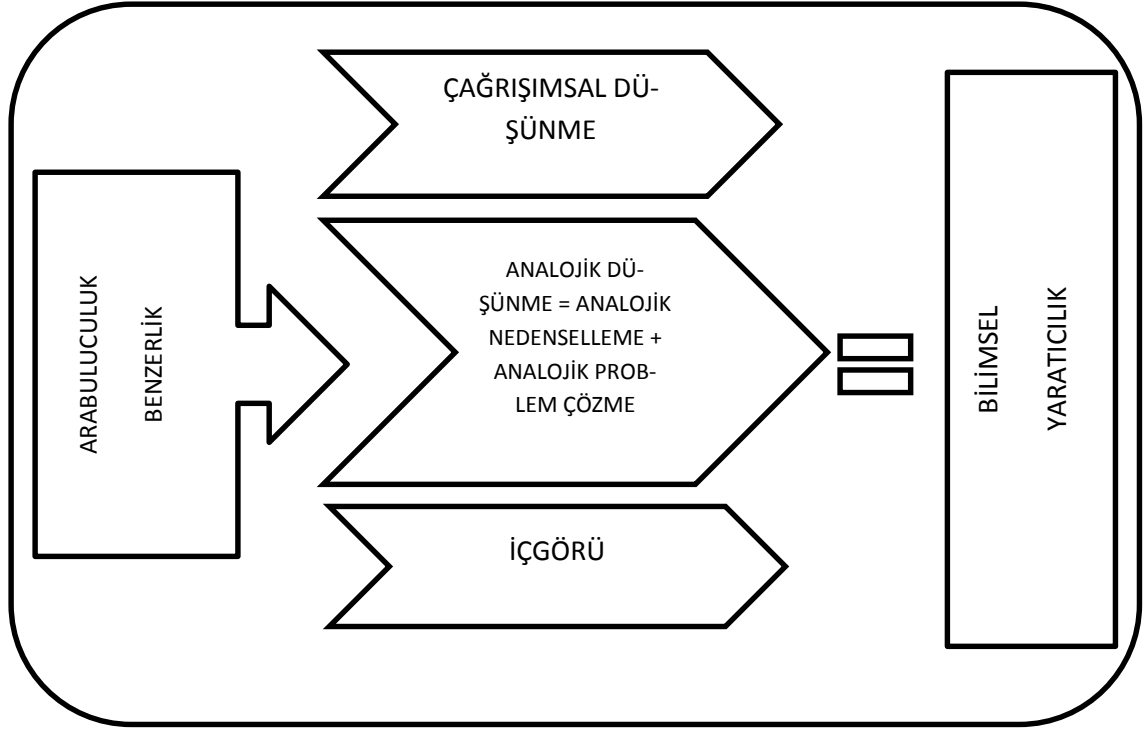 ARABULUCULUK
BENZERLİK
ÇAĞRIŞIMSAL DÜ-
ŞÜNME
ANALOJİK DÜ-
ŞÜNME = ANALOJİK
NEDENSELLEME +
ANALOJİK PROB-
LEM ÇÖZME
İÇGÖRÜ
BİLİMSEL
YARATICILIK